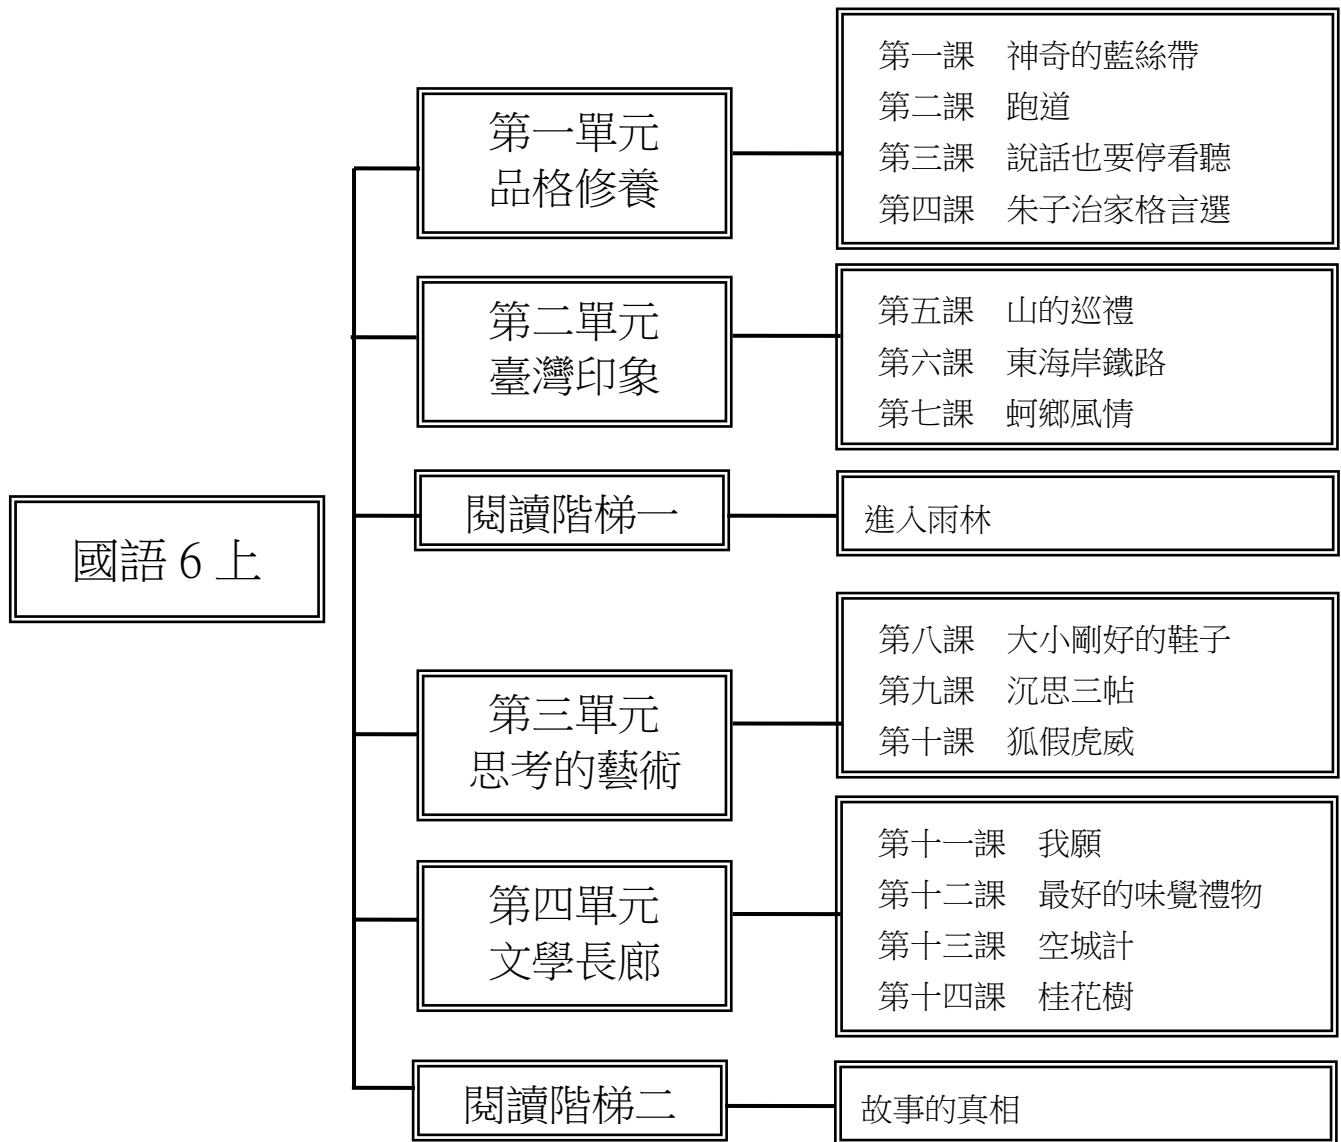 國語 6 上
第一單元
品格修養
第一課　神奇的藍絲帶
第二課　跑道
第三課　說話也要停看聽
第四課　朱子治家格言選
第二單元
臺灣印象
第五課　山的巡禮
第六課　東海岸鐵路
第七課　蚵鄉風情
閱讀階梯一
進入雨林
第三單元
思考的藝術
第八課　大小剛好的鞋子
第九課　沉思三帖
第十課　狐假虎威
第四單元
文學長廊
第十一課　我願
第十二課　最好的味覺禮物
第十三課　空城計
第十四課　桂花樹
閱讀階梯二
故事的真相